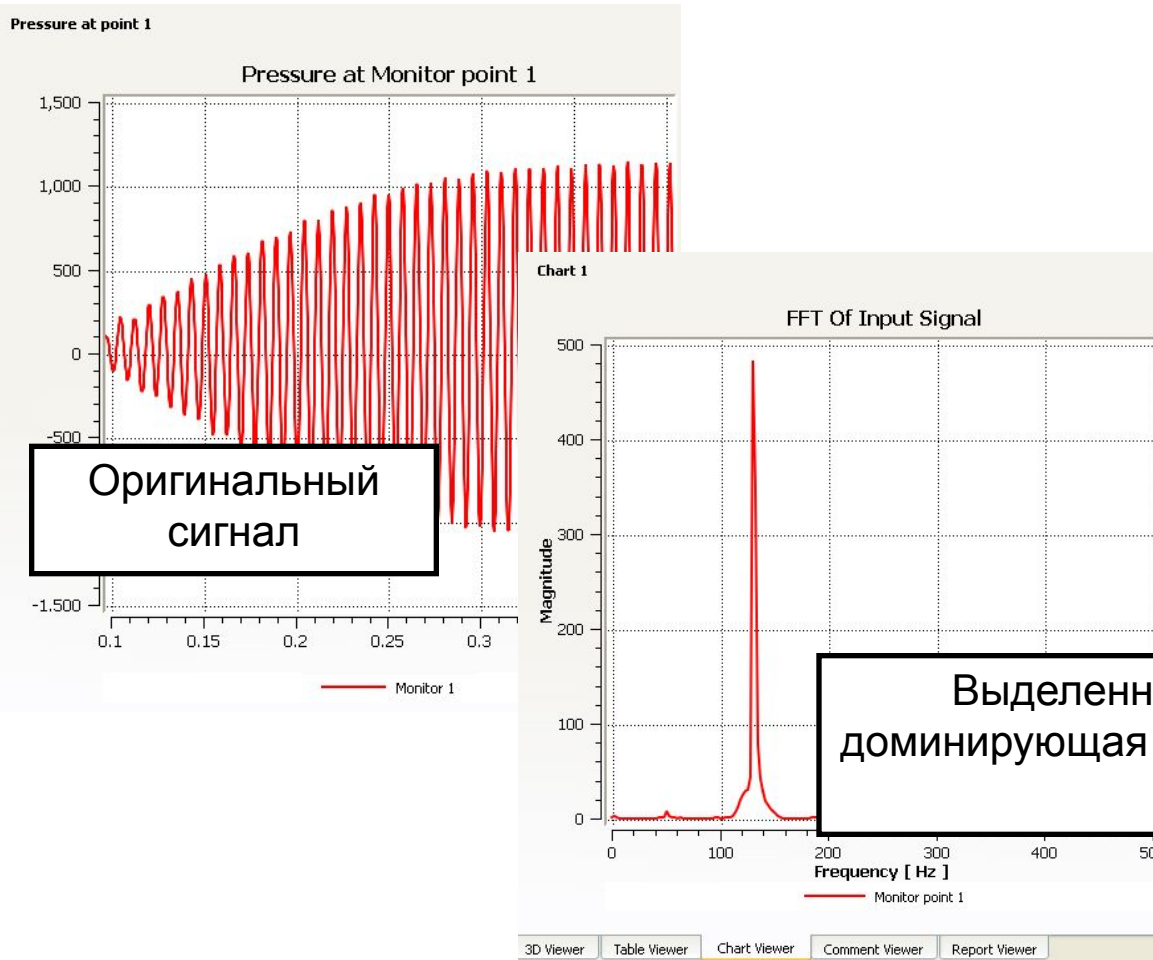 Pressure at point 1
Pressure at Monitor point 1
1,500
1,000
500
0
-500
-1.500
0.1 0.15 0.2 0.25 0.3
Monitor 1
Оригинальный
сигнал
Chart 1
FFT Of Input Signal
500
400
300
200
100
0
Magnitude
0 100 200 300 400 50
Frequency [ Hz ]
Monitor point 1
Выделенн
доминирующая
3D Viewer Table Viewer Chart Viewer Comment Viewer Report Viewer